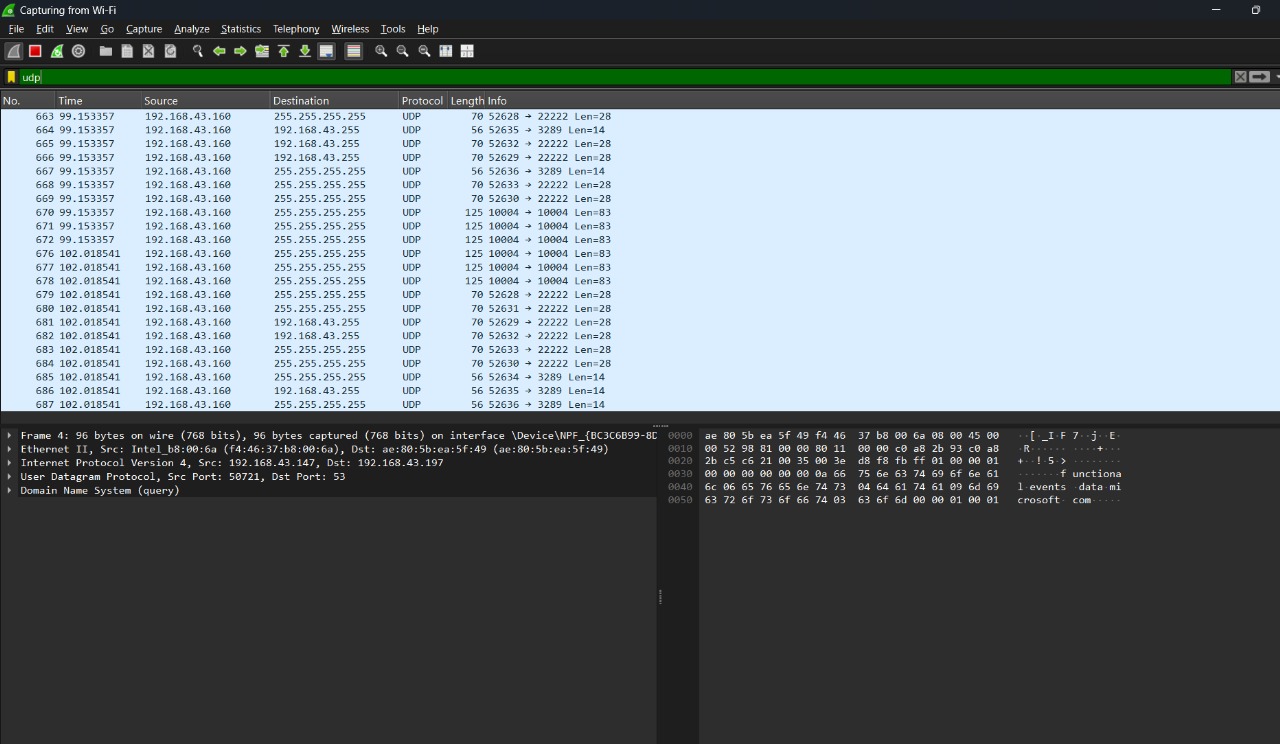 Capturing from Wi-Fi
File Edit View Go Capture Analyze Statistics Telephony Wireless Tools Help
udp
No. Time Source Destination Protocol Length Info
663 99.153357 192.168.43.160 255.255.255.255 UDP 70 52628 → 22222 Len=28
664 99.153357 192.168.43.160 192.168.43.255 UDP 56 52635 → 3289 Len=14
665 99.153357 192.168.43.160 192.168.43.255 UDP 70 52632 → 22222 Len=28
666 99.153357 192.168.43.160 192.168.43.255 UDP 70 52629 → 22222 Len=28
667 99.153357 192.168.43.160 255.255.255.255 UDP 56 52636 → 3289 Len=14
668 99.153357 192.168.43.160 255.255.255.255 UDP 70 52633 → 22222 Len=28
669 99.153357 192.168.43.160 255.255.255.255 UDP 70 52630 → 22222 Len=28
670 99.153357 192.168.43.160 255.255.255.255 UDP 125 10004 → 10004 Len=83
671 99.153357 192.168.43.160 255.255.255.255 UDP 125 10004 → 10004 Len=83
672 99.153357 192.168.43.160 255.255.255.255 UDP 125 10004 → 10004 Len=83
676 102.018541 192.168.43.160 255.255.255.255 UDP 125 10004 → 10004 Len=83
677 102.018541 192.168.43.160 255.255.255.255 UDP 125 10004 → 10004 Len=83
678 102.018541 192.168.43.160 255.255.255.255 UDP 125 10004 → 10004 Len=83
679 102.018541 192.168.43.160 255.255.255.255 UDP 70 52628 → 22222 Len=28
680 102.018541 192.168.43.160 255.255.255.255 UDP 70 52631 → 22222 Len=28
681 102.018541 192.168.43.160 192.168.43.255 UDP 70 52629 → 22222 Len=28
682 102.018541 192.168.43.160 192.168.43.255 UDP 70 52632 → 22222 Len=28
683 102.018541 192.168.43.160 255.255.255.255 UDP 70 52633 → 22222 Len=28
684 102.018541 192.168.43.160 255.255.255.255 UDP 70 52630 → 22222 Len=28
685 102.018541 192.168.43.160 255.255.255.255 UDP 56 52634 → 3289 Len=14
686 102.018541 192.168.43.160 192.168.43.255 UDP 56 52635 → 3289 Len=14
687 102.018541 192.168.43.160 255.255.255.255 UDP 56 52636 → 3289 Len=14
Frame 4: 96 bytes on wire (768 bits), 96 bytes captured (768 bits) on interface \Device\NPF_{BC3C6B99-8D
Ethernet II, Src: Intel_b8:00:6a (f4:46:37:b8:00:6a), Dst: ae:80:5b:ea:5f:49 (ae:80:5b:ea:5f:49)
Internet Protocol Version 4, Src: 192.168.43.147, Dst: 192.168.43.197
User Datagram Protocol, Src Port: 50721, Dst Port: 53
Domain Name System (query)
0000 ae 80 5b ea 5f 49 f4 46 37 b8 00 6a 08 00 45 00 ··[·_I·F 7··j··E·
0010 00 52 98 81 00 00 80 11 00 00 c0 a8 2b 93 c0 a8 ·R······ ····+···
0020 2b c5 c6 21 00 35 00 3e d8 f8 fb ff 01 00 00 01 +··!·5·> ········
0030 00 00 00 00 00 00 0a 66 75 6e 63 74 69 6f 6e 61 ·······f unctiona
0040 6c 06 65 76 65 6e 74 73 04 64 61 74 61 09 6d 69 l·events ·data·mi
0050 63 72 6f 73 6f 66 74 03 63 6f 6d 00 00 01 00 01 crosoft· com·····